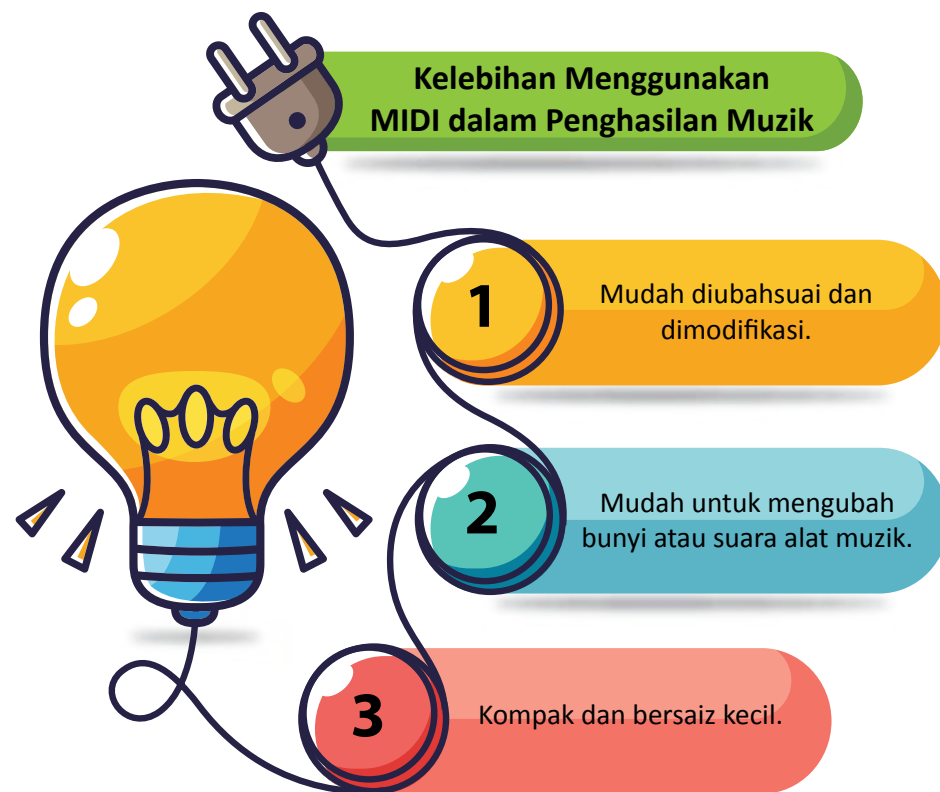 Kelebihan Menggunakan
MIDI dalam Penghasilan Muzik
1
Mudah diubahsuai dan
dimodifikasi.
2
Mudah untuk mengubah
bunyi atau suara alat muzik.
3
Kompak dan bersaiz kecil.